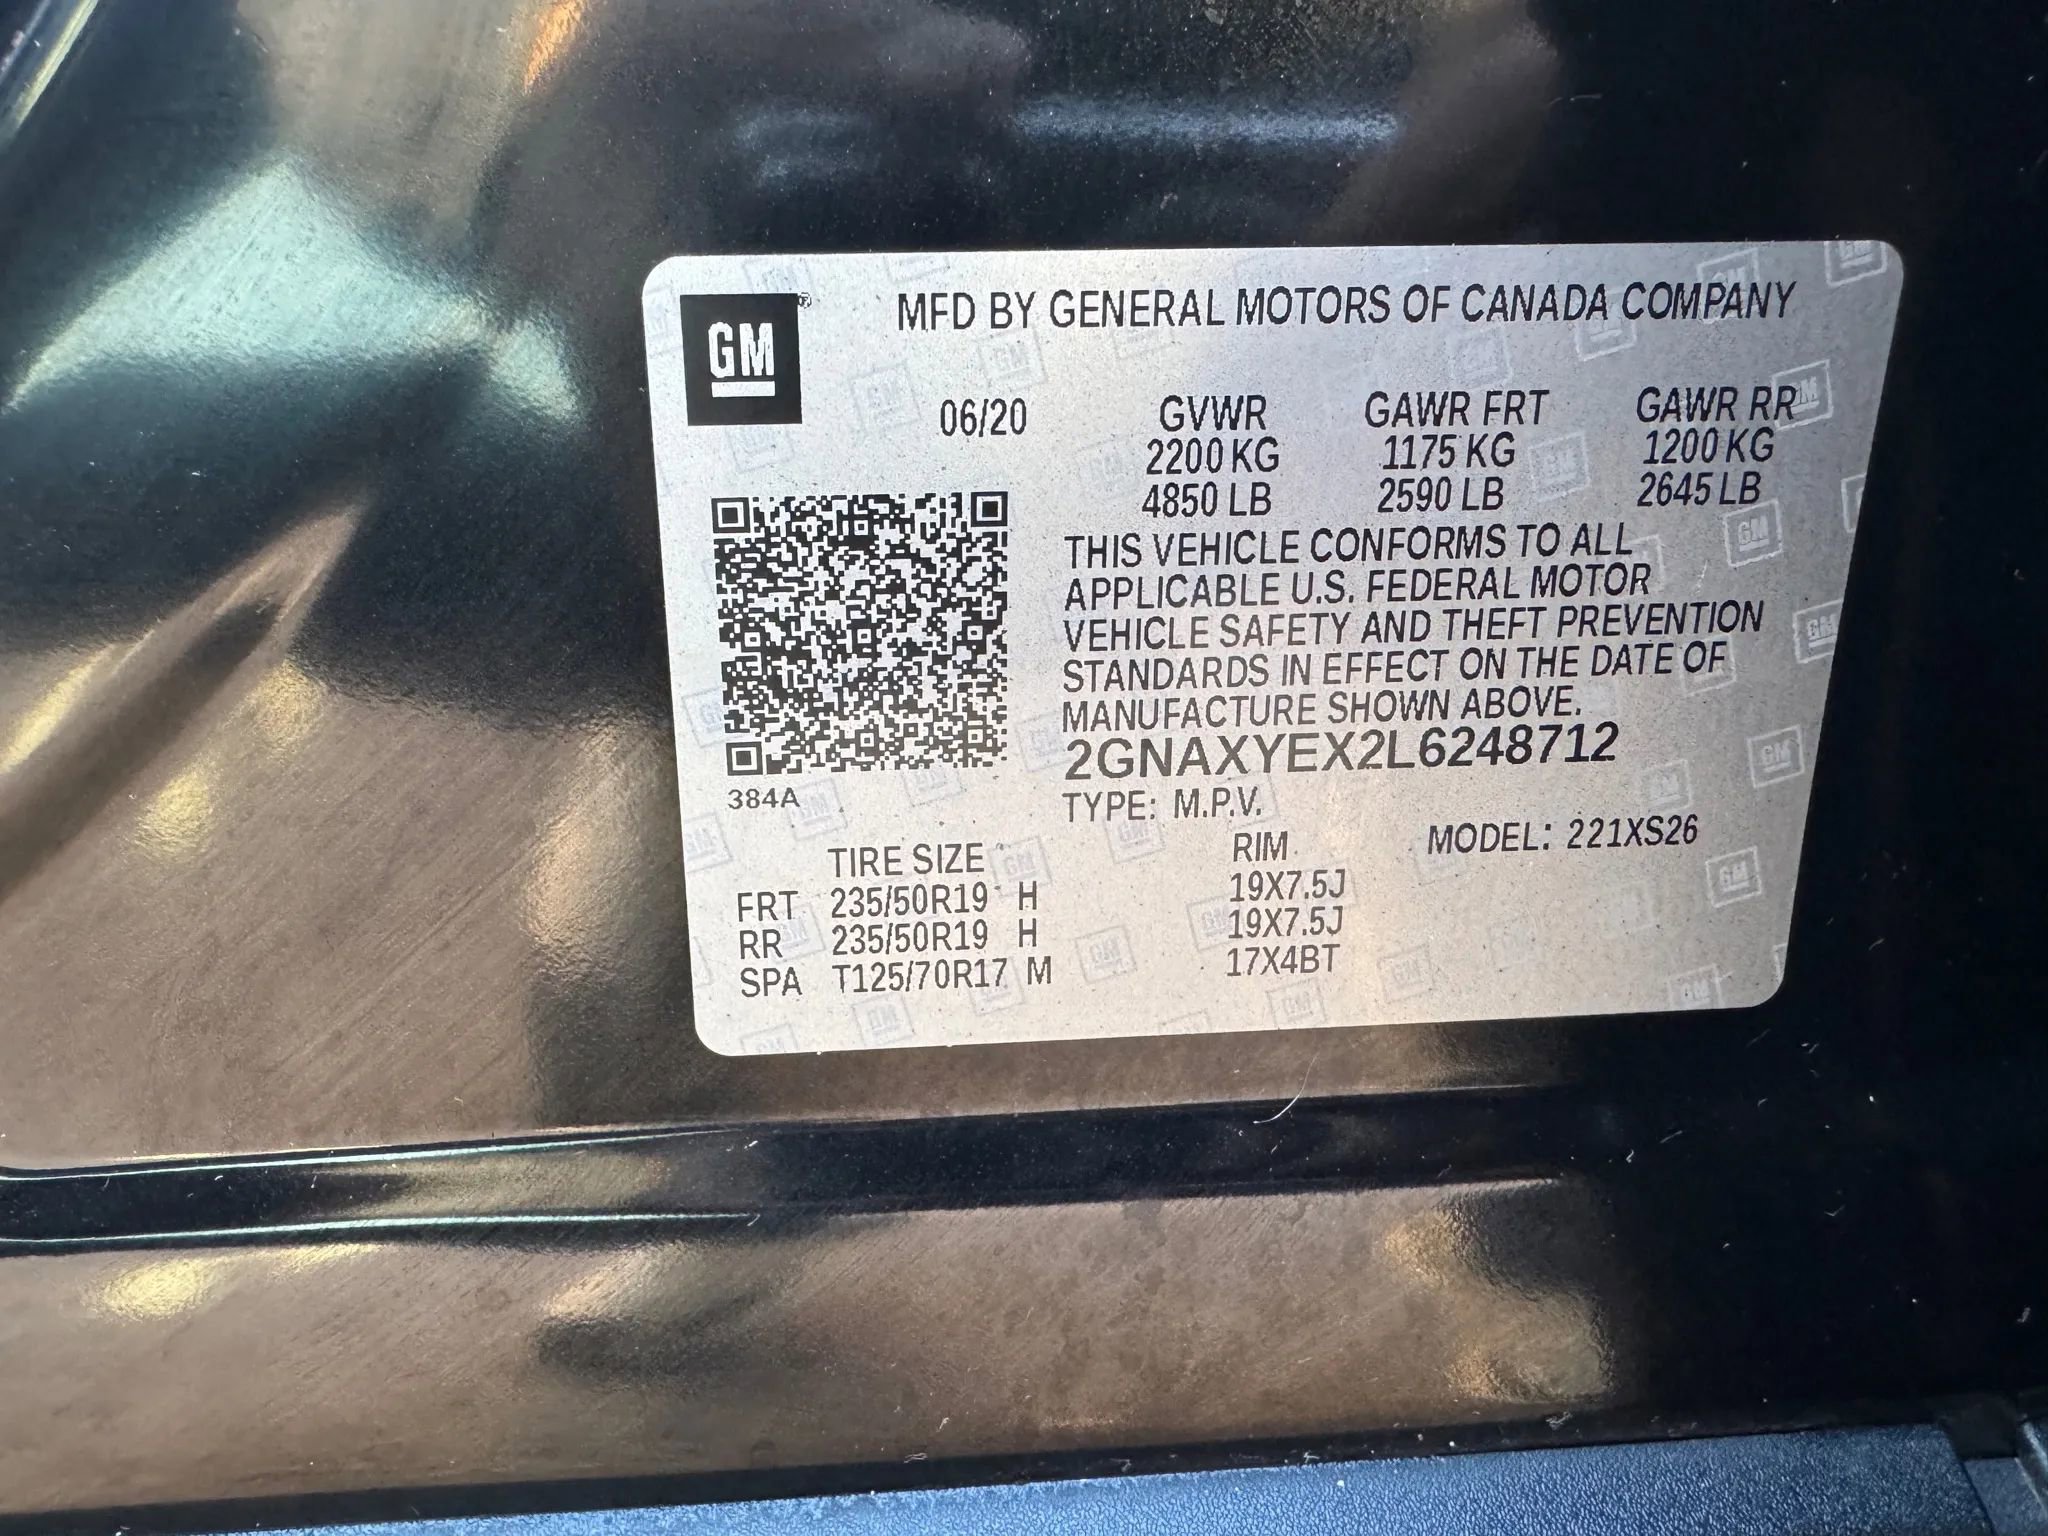 GM ®
MFD BY GENERAL MOTORS OF CANADA COMPANY
06/20 GVWR GAWR FRT GAWR RR
2200 KG 1175 KG 1200 KG
4850 LB 2590 LB 2645 LB
THIS VEHICLE CONFORMS TO ALL
APPLICABLE U.S. FEDERAL MOTOR
VEHICLE SAFETY AND THEFT PREVENTION
STANDARDS IN EFFECT ON THE DATE OF
MANUFACTURE SHOWN ABOVE.
2GNAXYEX2L6248712
384A
TYPE: M.P.V.
TIRE SIZE RIM MODEL: 221XS26
FRT 235/50R19 H 19X7.5J
RR 235/50R19 H 19X7.5J
SPA T125/70R17 M 17X4BT